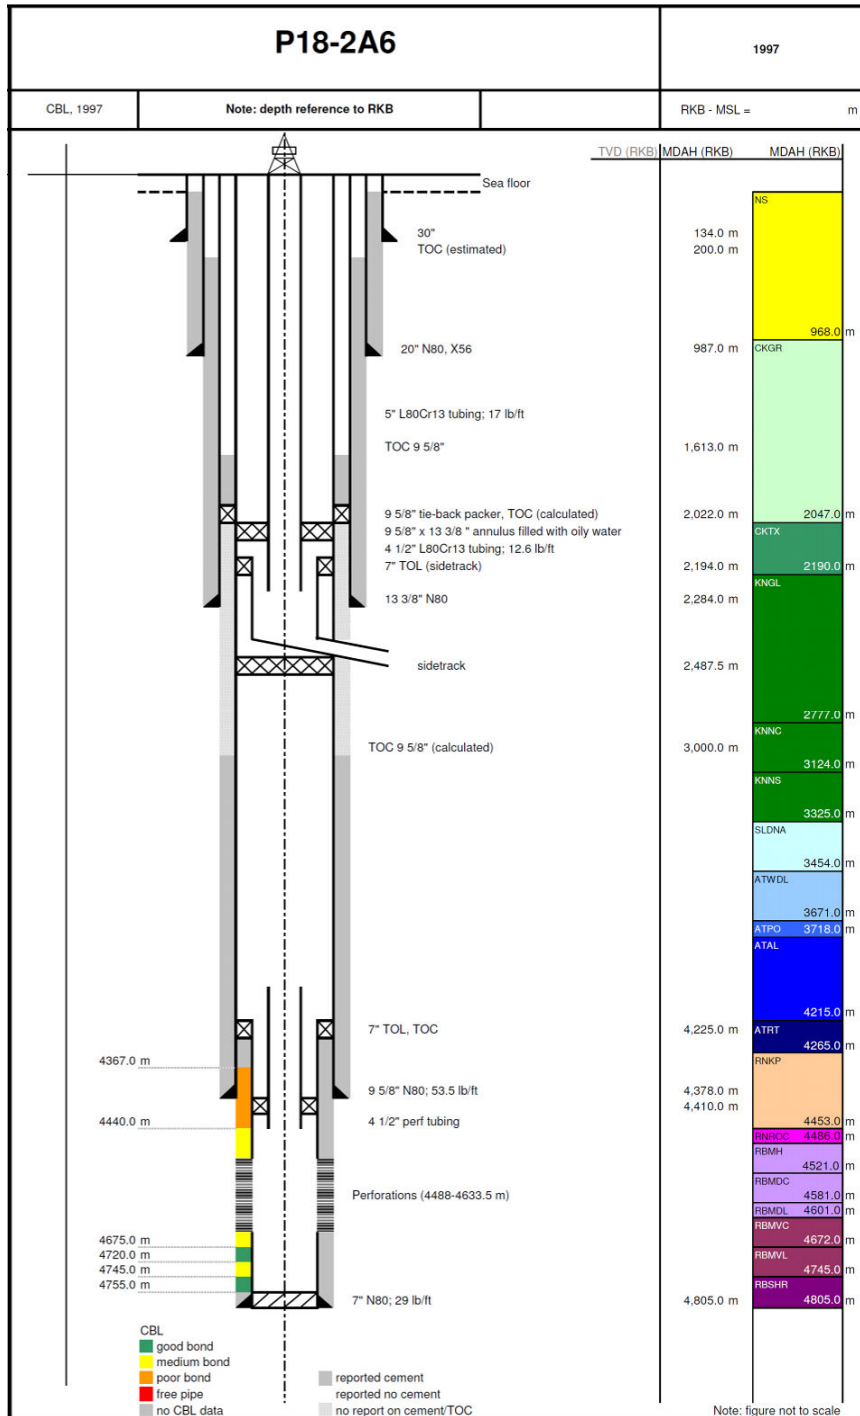 P18-2A6
1997
CBL, 1997
Note: depth reference to RKB
RKB - MSL = m
TVD (RKB) MDAH (RKB) MDAH (RKB)
Sea floor
NS
30" 134.0 m
TOC (estimated) 200.0 m
968.0 m
20" N80, X56 987.0 m
CKGR
5" L80Cr13 tubing; 17 lb/ft
TOC 9 5/8" 1,613.0 m
9 5/8" tie-back packer, TOC (calculated) 2,022.0 m
2047.0 m
9 5/8" x 13 3/8 " annulus filled with oily water
CKTX
4 1/2" L80Cr13 tubing; 12.6 lb/ft
7" TOL (sidetrack) 2,194.0 m
2190.0 m
KNGL
13 3/8" N80 2,284.0 m
sidetrack 2,487.5 m
2777.0 m
KNNC
TOC 9 5/8" (calculated) 3,000.0 m
3124.0 m
KNNS
3325.0 m
SLDNA
3454.0 m
ATWDL
3671.0 m
ATPO 3718.0 m
ATAL
4215.0 m
7" TOL, TOC 4,225.0 m
ATRT
4265.0 m
4367.0 m
RNKP
9 5/8" N80; 53.5 lb/ft 4,378.0 m
4,410.0 m
4440.0 m
4 1/2" perf tubing
4453.0 m
RNROC 4486.0 m
RBMH
4521.0 m
Perforations (4488-4633.5 m)
RBMDC
4581.0 m
RBMDL 4601.0 m
RBMVC
4675.0 m
4672.0 m
4720.0 m
RBMVL
4745.0 m
4745.0 m
4755.0 m
RBSHR
7" N80; 29 lb/ft 4,805.0 m
4805.0 m
CBL
good bond
medium bond
poor bond
free pipe
no CBL data
reported cement
reported no cement
no report on cement/TOC
Note: figure not to scale